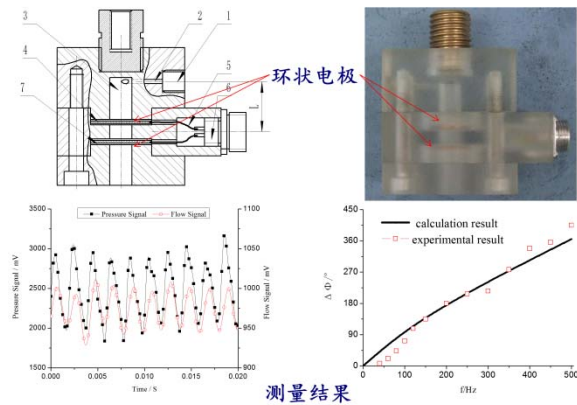 3
2
1
4
5
7
6
L
环状电极
3500
3000
2500
2000
1500
Pressure Signal / mV
Pressure Signal
Flow Signal
1100
1050
1000
950
900
Flow Signal / mV
0.000
0.005
0.010
0.015
0.020
Time / S
450
360
270
180
90
0
Δ Φ /°
calculation result
experimental result
0
100
200
300
400
500
f/Hz
测量结果